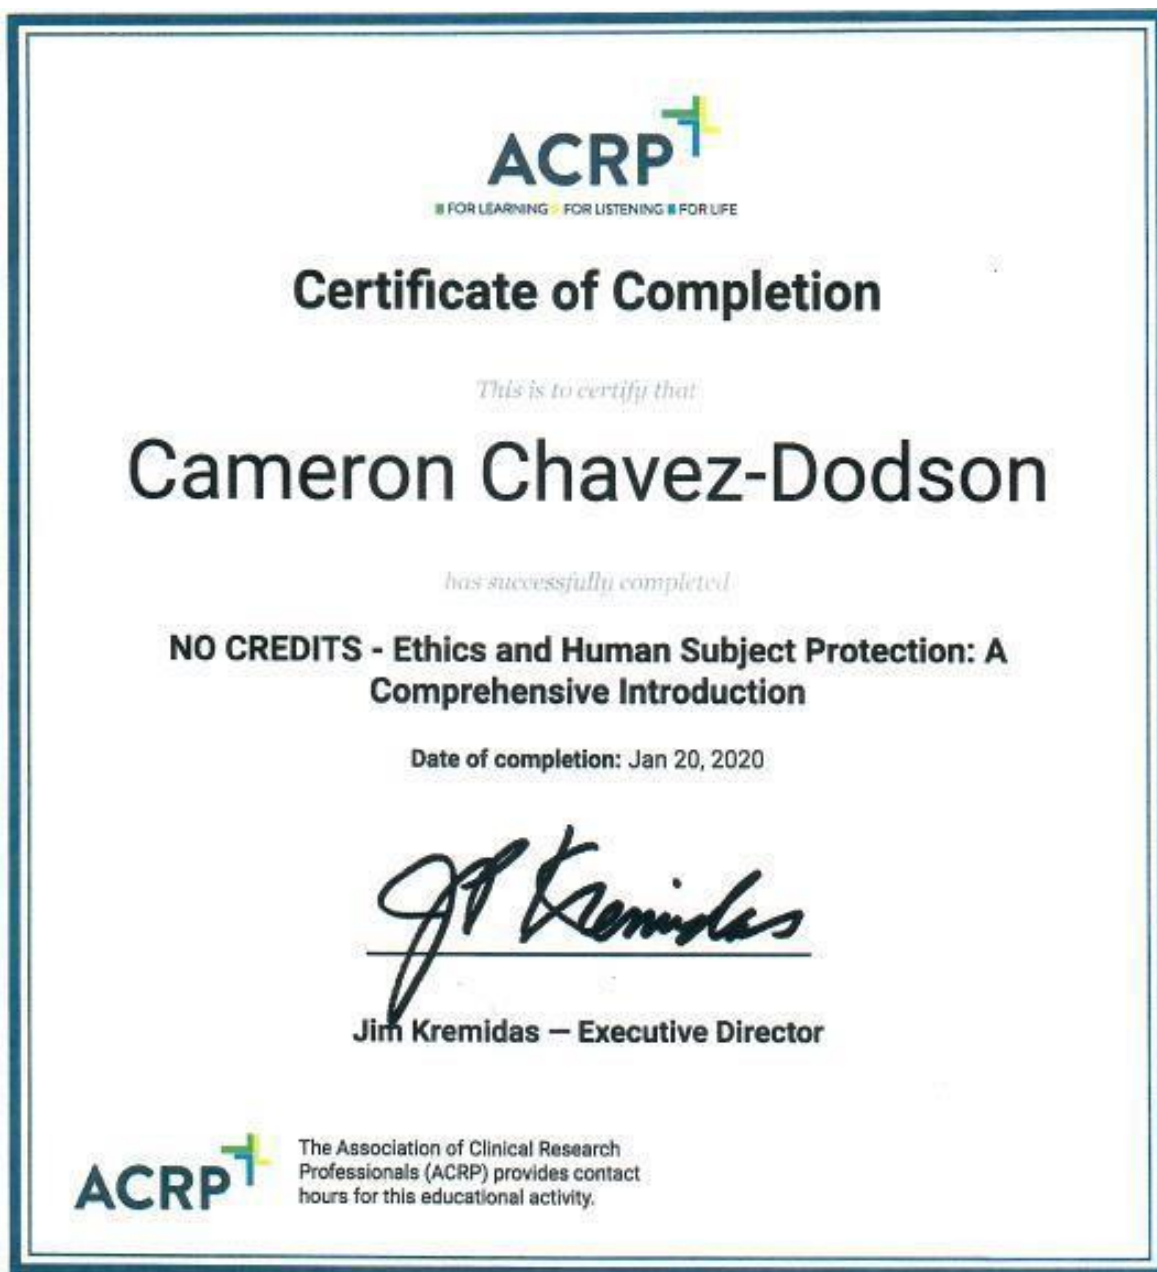 ACRP
FOR LEARNING FOR LISTENING FOR LIFE
Certificate of Completion
This is to certify that
Cameron Chavez-Dodson
has successfully completed
NO CREDITS - Ethics and Human Subject Protection: A
Comprehensive Introduction
Date of completion: Jan 20, 2020
JP Kremidas
Jim Kremidas — Executive Director
ACRP
The Association of Clinical Research
Professionals (ACRP) provides contact
hours for this educational activity.